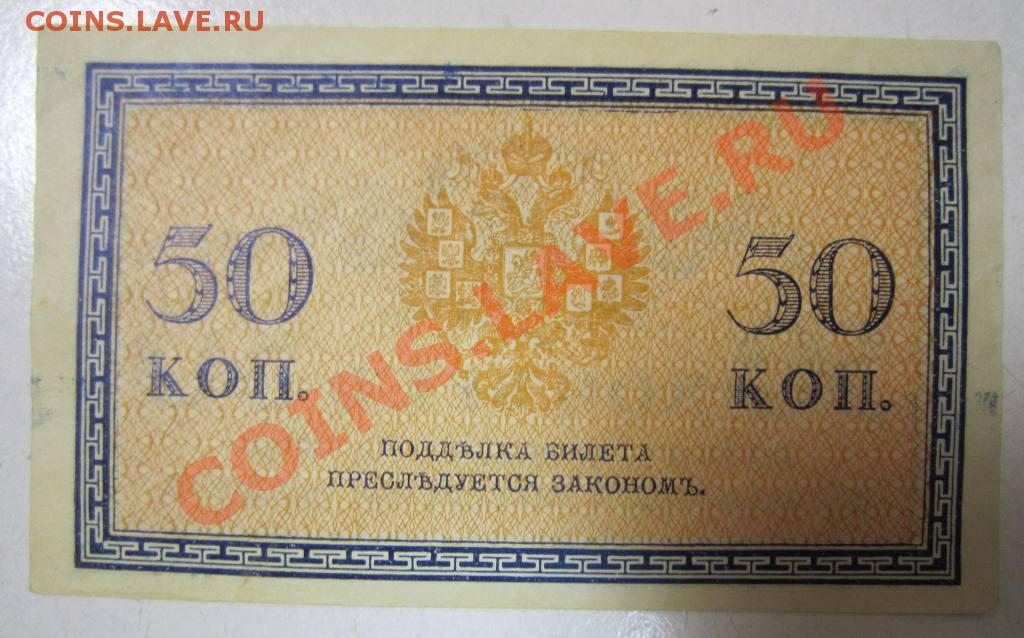 COINS.LAVE.RU
50 50
КОП. КОП.
ПОДДѢЛКА БИЛЕТА
ПРЕСЛѢДУЕТСЯ ЗАКОНОМЪ.
COINS.LAVE.RU